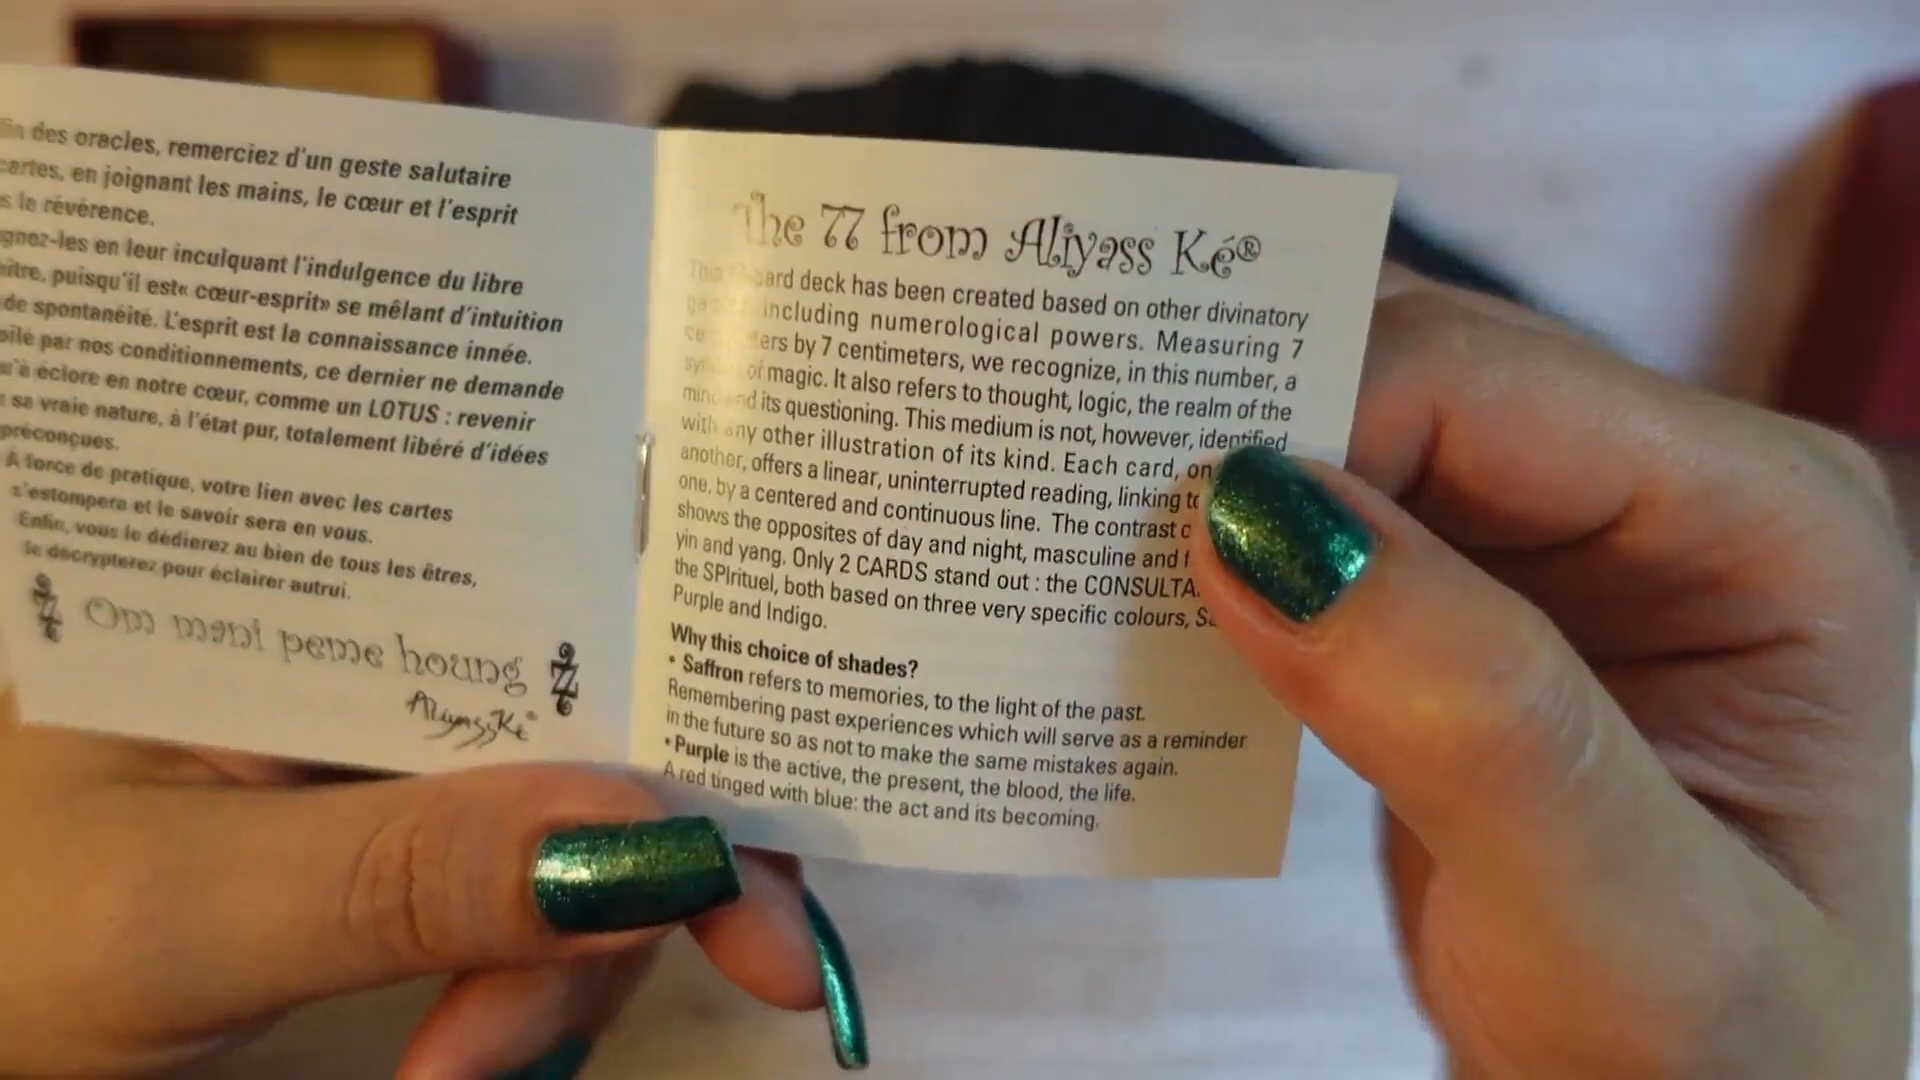 des oracles, remerciez d'un geste salutaire
cartes, en joignant les mains, le cœur et l'esprit
la révérence.
gnez-les en leur inculquant l'indulgence du libre
puisqu'il est« cœur-esprit» se mêlant d'intuition
de spontanéité. L'esprit est la connaissance innée.
par nos conditionnements, ce dernier ne demande
éclore en notre cœur, comme un LOTUS : revenir
sa vraie nature, à l'état pur, totalement libéré d'idées
préconçues.
A force de pratique, votre lien avec les cartes
s'estompera et le savoir sera en vous.
Enfin, vous le dédierez au bien de tous les êtres,
le décrypterez pour éclairer autrui.
Om mani peme houng
AliyassKé
The 77 from Aliyass Ké®
This card deck has been created based on other divinatory
including numerological powers. Measuring 7
by 7 centimeters, we recognize, in this number, a
of magic. It also refers to thought, logic, the realm of the
mind and its questioning. This medium is not, however, identified
with any other illustration of its kind. Each card, on
another, offers a linear, uninterrupted reading, linking
one, by a centered and continuous line. The contrast
shows the opposites of day and night, masculine and
yin and yang. Only 2 CARDS stand out : the CONSULTA
the SPIrituel, both based on three very specific colours,
Purple and Indigo.
Why this choice of shades?
• Saffron refers to memories, to the light of the past.
Remembering past experiences which will serve as a reminder
in the future so as not to make the same mistakes again.
• Purple is the active, the present, the blood, the life.
A red tinged with blue: the act and its becoming.